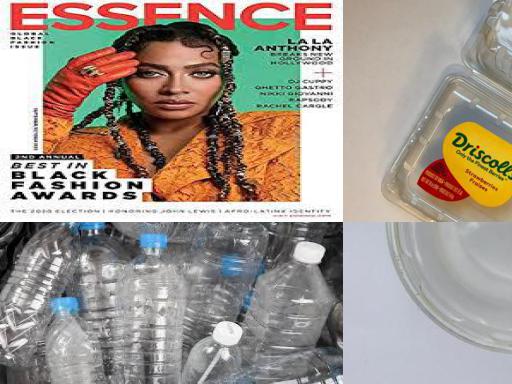 ESSENCE
GLOBAL
BLACK
FASHION
ISSUE
LA LA
ANTHONY
BREAKS NEW
GROUND IN
HOLLYWOOD
+
DJ CUPPY
GHETTO GASTRO
NIKKI GIOVANNI
RAPSODY
RACHEL CARGLE
2ND ANNUAL
BEST IN
BLACK
FASHION
AWARDS
THE 2020 ELECTION | HONORING JOHN LEWIS | AFRO-LATINX IDENTITY
Driscoll
Only the Finest Berries
Strawberries
Fraises